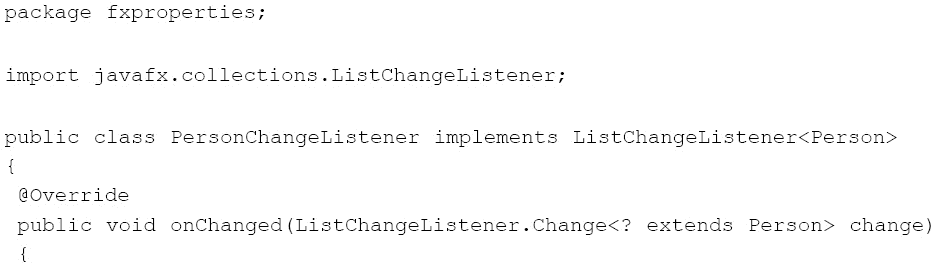 package fxproperties;
import javafx.collections.ListChangeListener;
public class PersonChangeListener implements ListChangeListener<Person>
{
@Override
public void onChanged(ListChangeListener.Change<? extends Person> change)
{